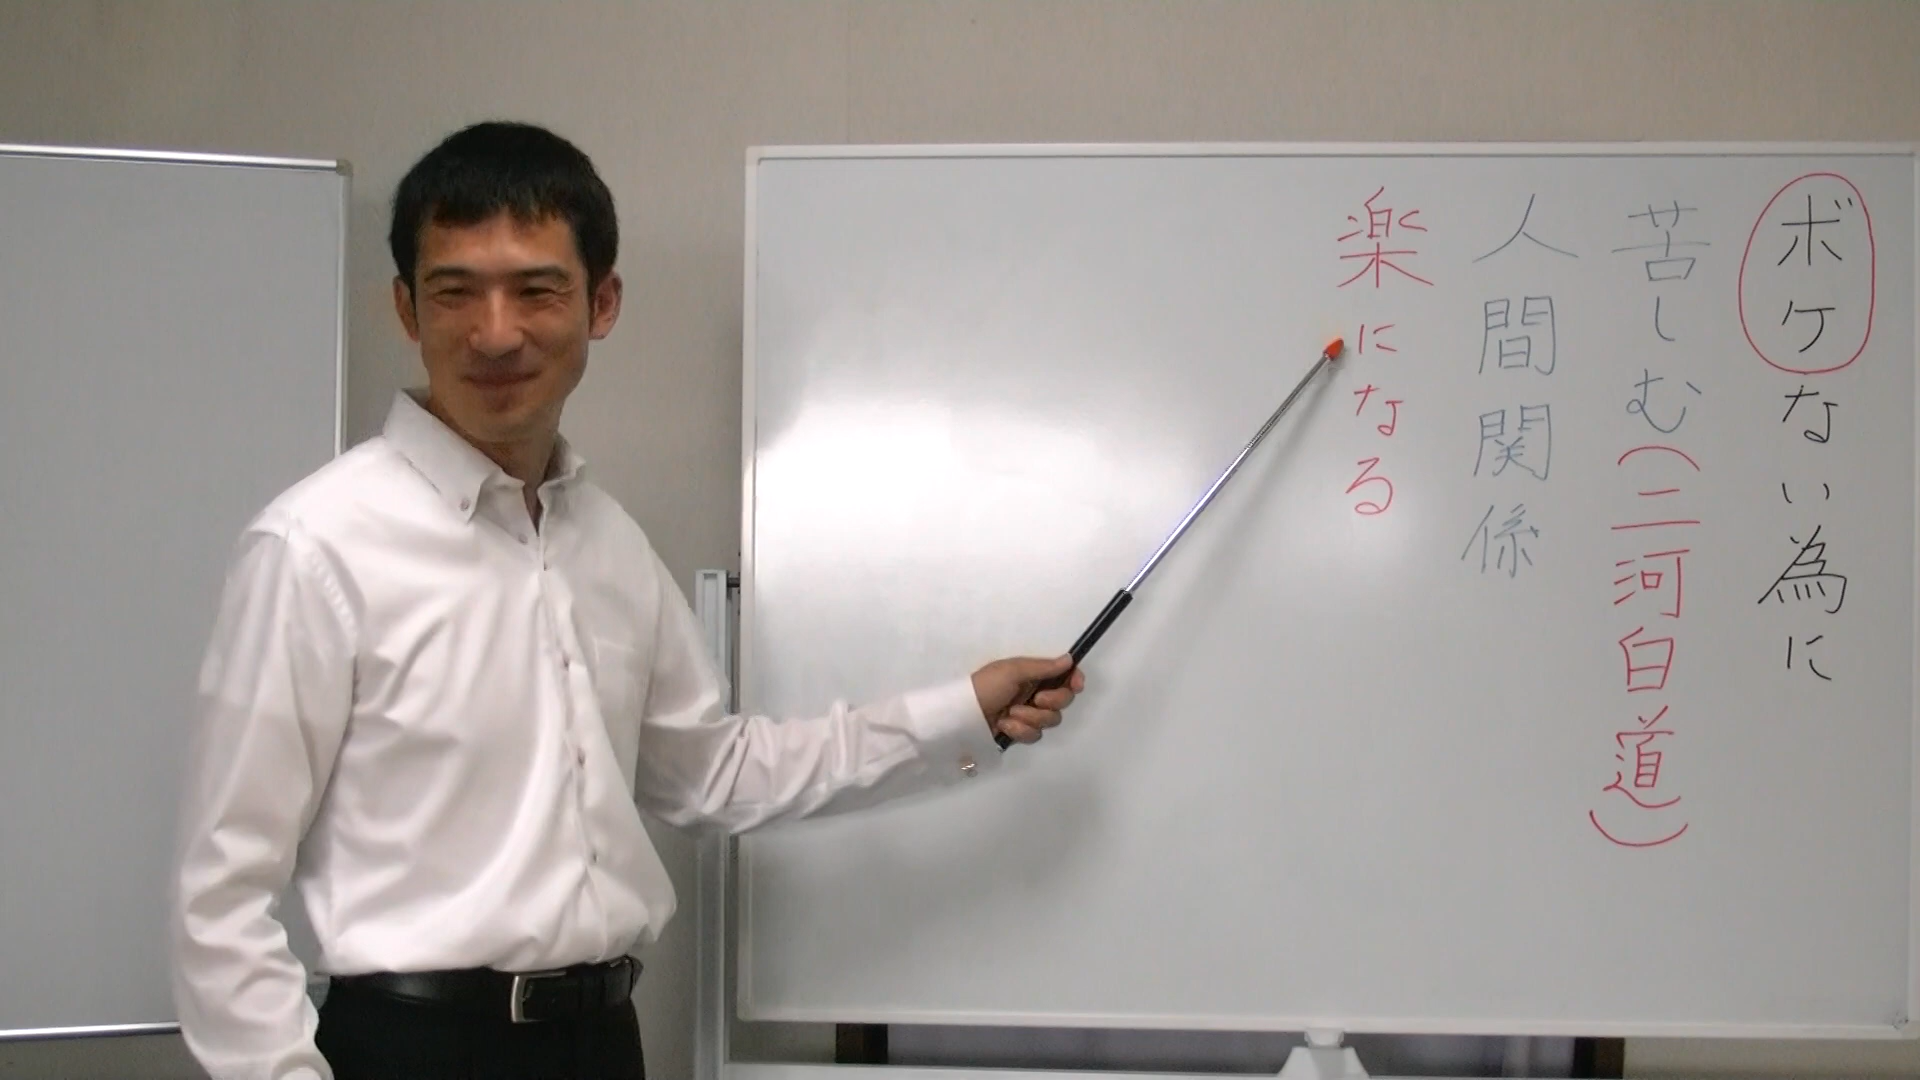 ボケない為に
苦しむ(二河白道)
人間関係
楽になる